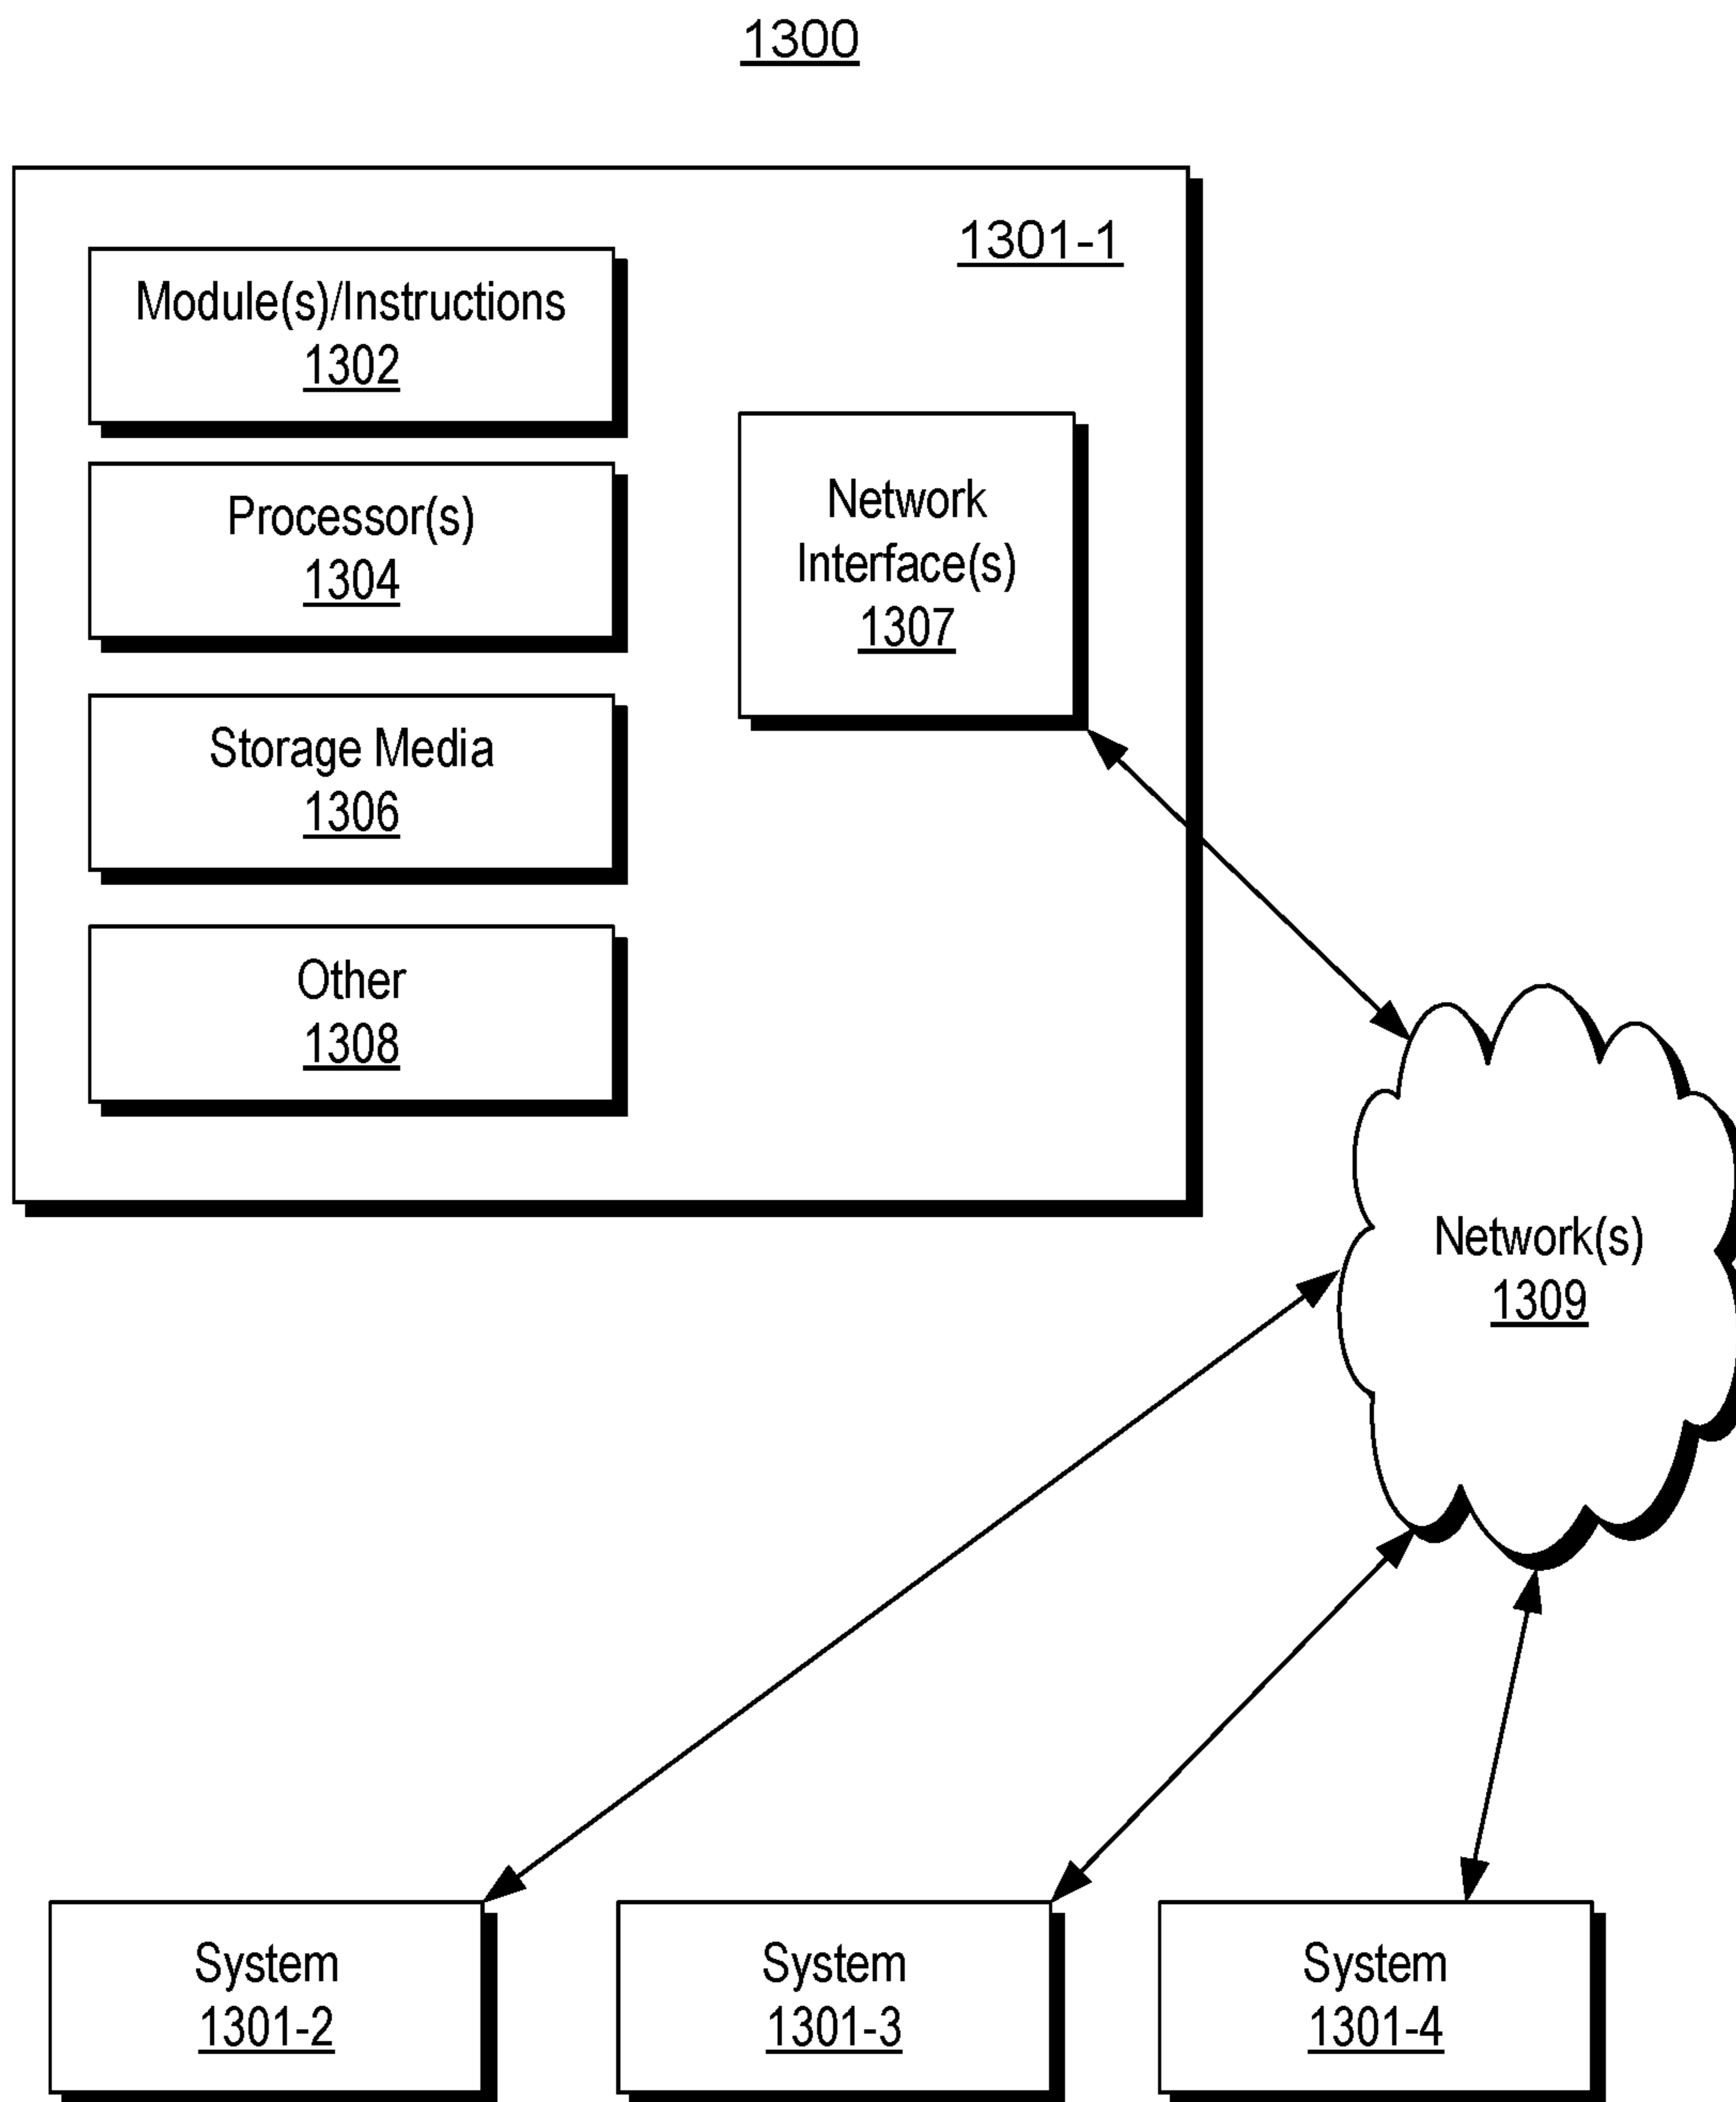 1300
1301-1
Module(s)/Instructions
1302
Processor(s)
1304
Network
Interface(s)
1307
Storage Media
1306
Other
1308
Network(s)
1309
System
1301-2
System
1301-3
System
1301-4